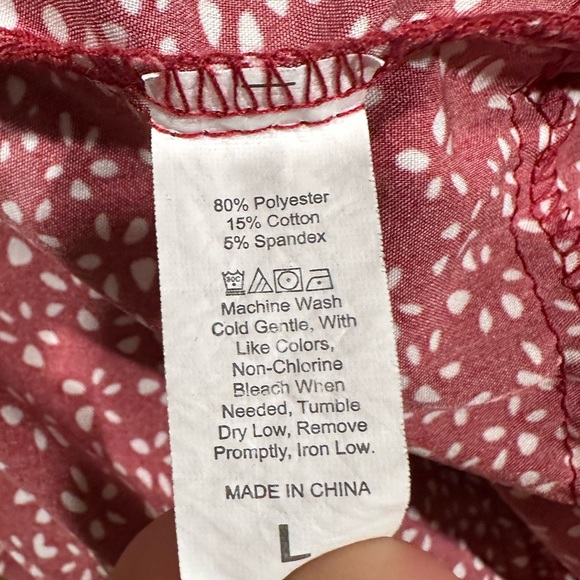 80% Polyester
15% Cotton
5% Spandex
30C
Machine Wash
Cold Gentle, With
Like Colors,
Non-Chlorine
Bleach When
Needed, Tumble
Dry Low, Remove
Promptly, Iron Low.
MADE IN CHINA
L